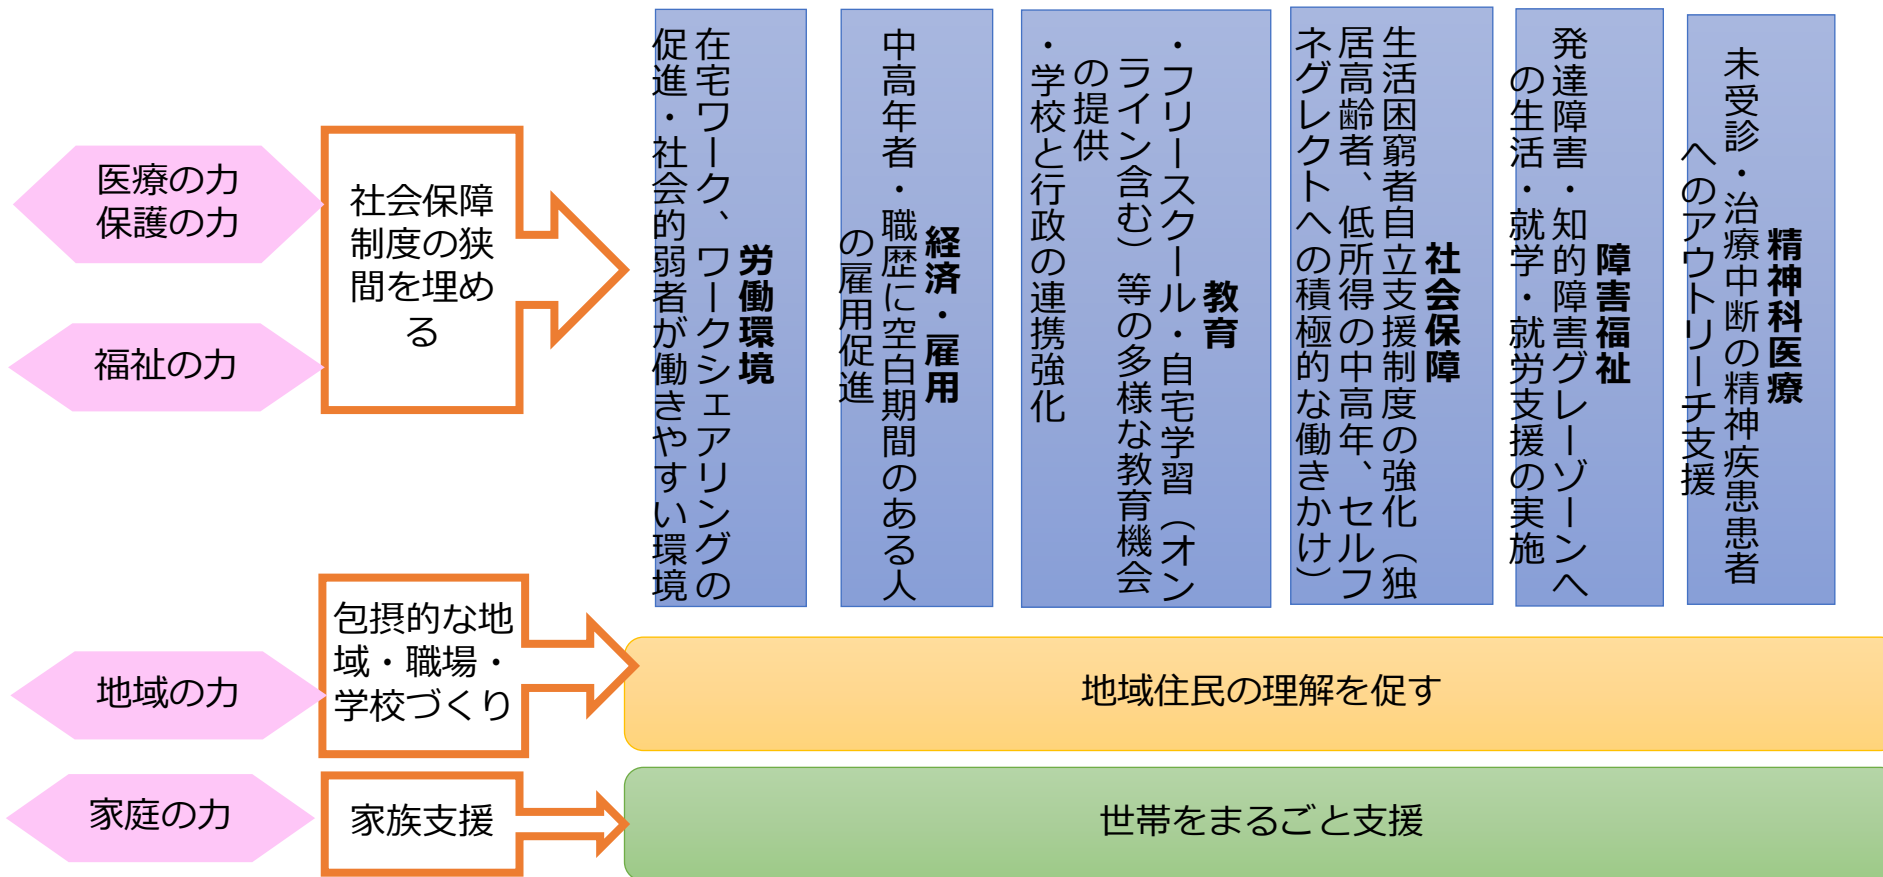 医療の力
保護の力
福祉の力
社会保障
制度の狭
間を埋め
る
労働環境
在宅ワーク、ワークシェアリングの
促進・社会的弱者が働きやすい環境
経済・雇用
中高年者・職歴に空白期間のある人
の雇用促進
教育
・フリースクール・自宅学習（オン
ライン含む）等の多様な教育機会
の提供
・学校と行政の連携強化
社会保障
生活困窮者自立支援制度の強化（独
居高齢者、低所得の中高年、セルフ
ネグレクトへの積極的な働きかけ）
障害福祉
発達障害・知的障害グレーゾーンへ
の生活・就学・就労支援の実施
精神科医療
未受診・治療中断の精神疾患患者
へのアウトリーチ支援
地域の力
包摂的な地
域・職場・
学校づくり
地域住民の理解を促す
家庭の力
家族支援
世帯をまるごと支援